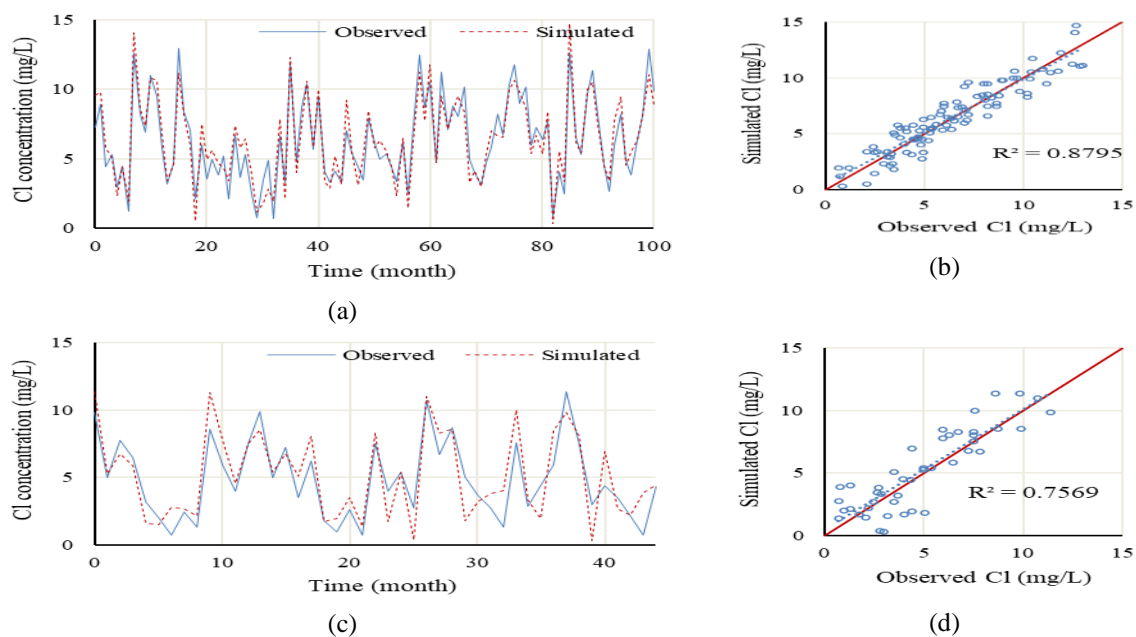 15
10
5
0
Cl concentration (mg/L)
Observed
Simulated
0 20 40 60 80 100
Time (month)
(a)
15
10
5
0
Simulated Cl (mg/L)
R² = 0.8795
0 5 10 15
Observed Cl (mg/L)
(b)
15
10
5
0
Cl concentration (mg/L)
Observed
Simulated
0 10 20 30 40
Time (month)
(c)
15
10
5
0
Simulated Cl (mg/L)
R² = 0.7569
0 5 10 15
Observed Cl (mg/L)
(d)